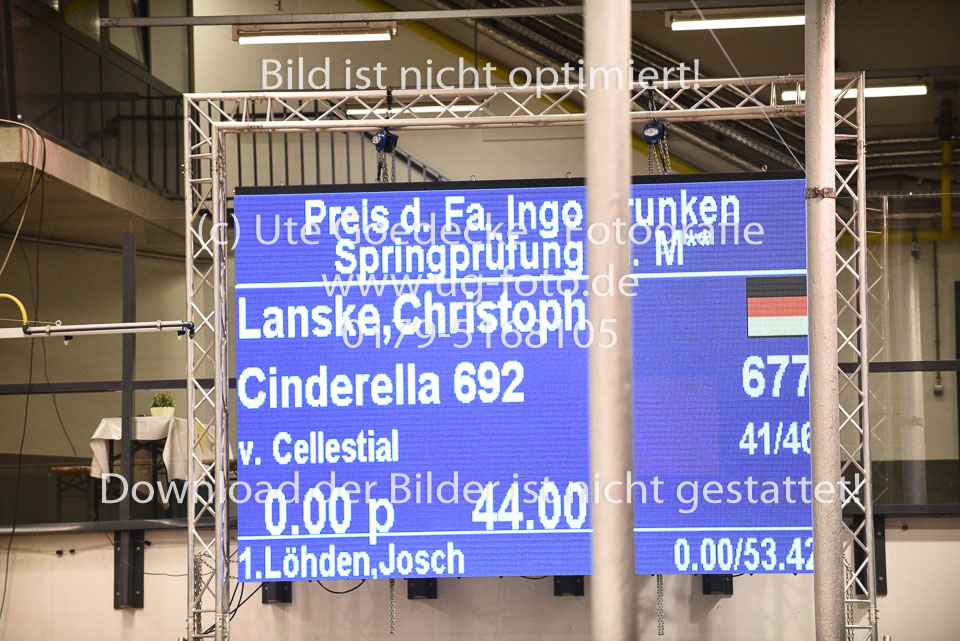 Bild ist nicht optimiert!
Preis d. Fa. Ingo
(c) Ute Goedecke Fotografie
Springprüfung M
www.ug-foto.de
Lanske,Christoph
0179-5168105
Cinderella 692 677
v. Cellestial 41/46
Download der Bilder ist nicht gestattet!
0.00 p 44.00
1.Löhden,Josch 0.00/53.42